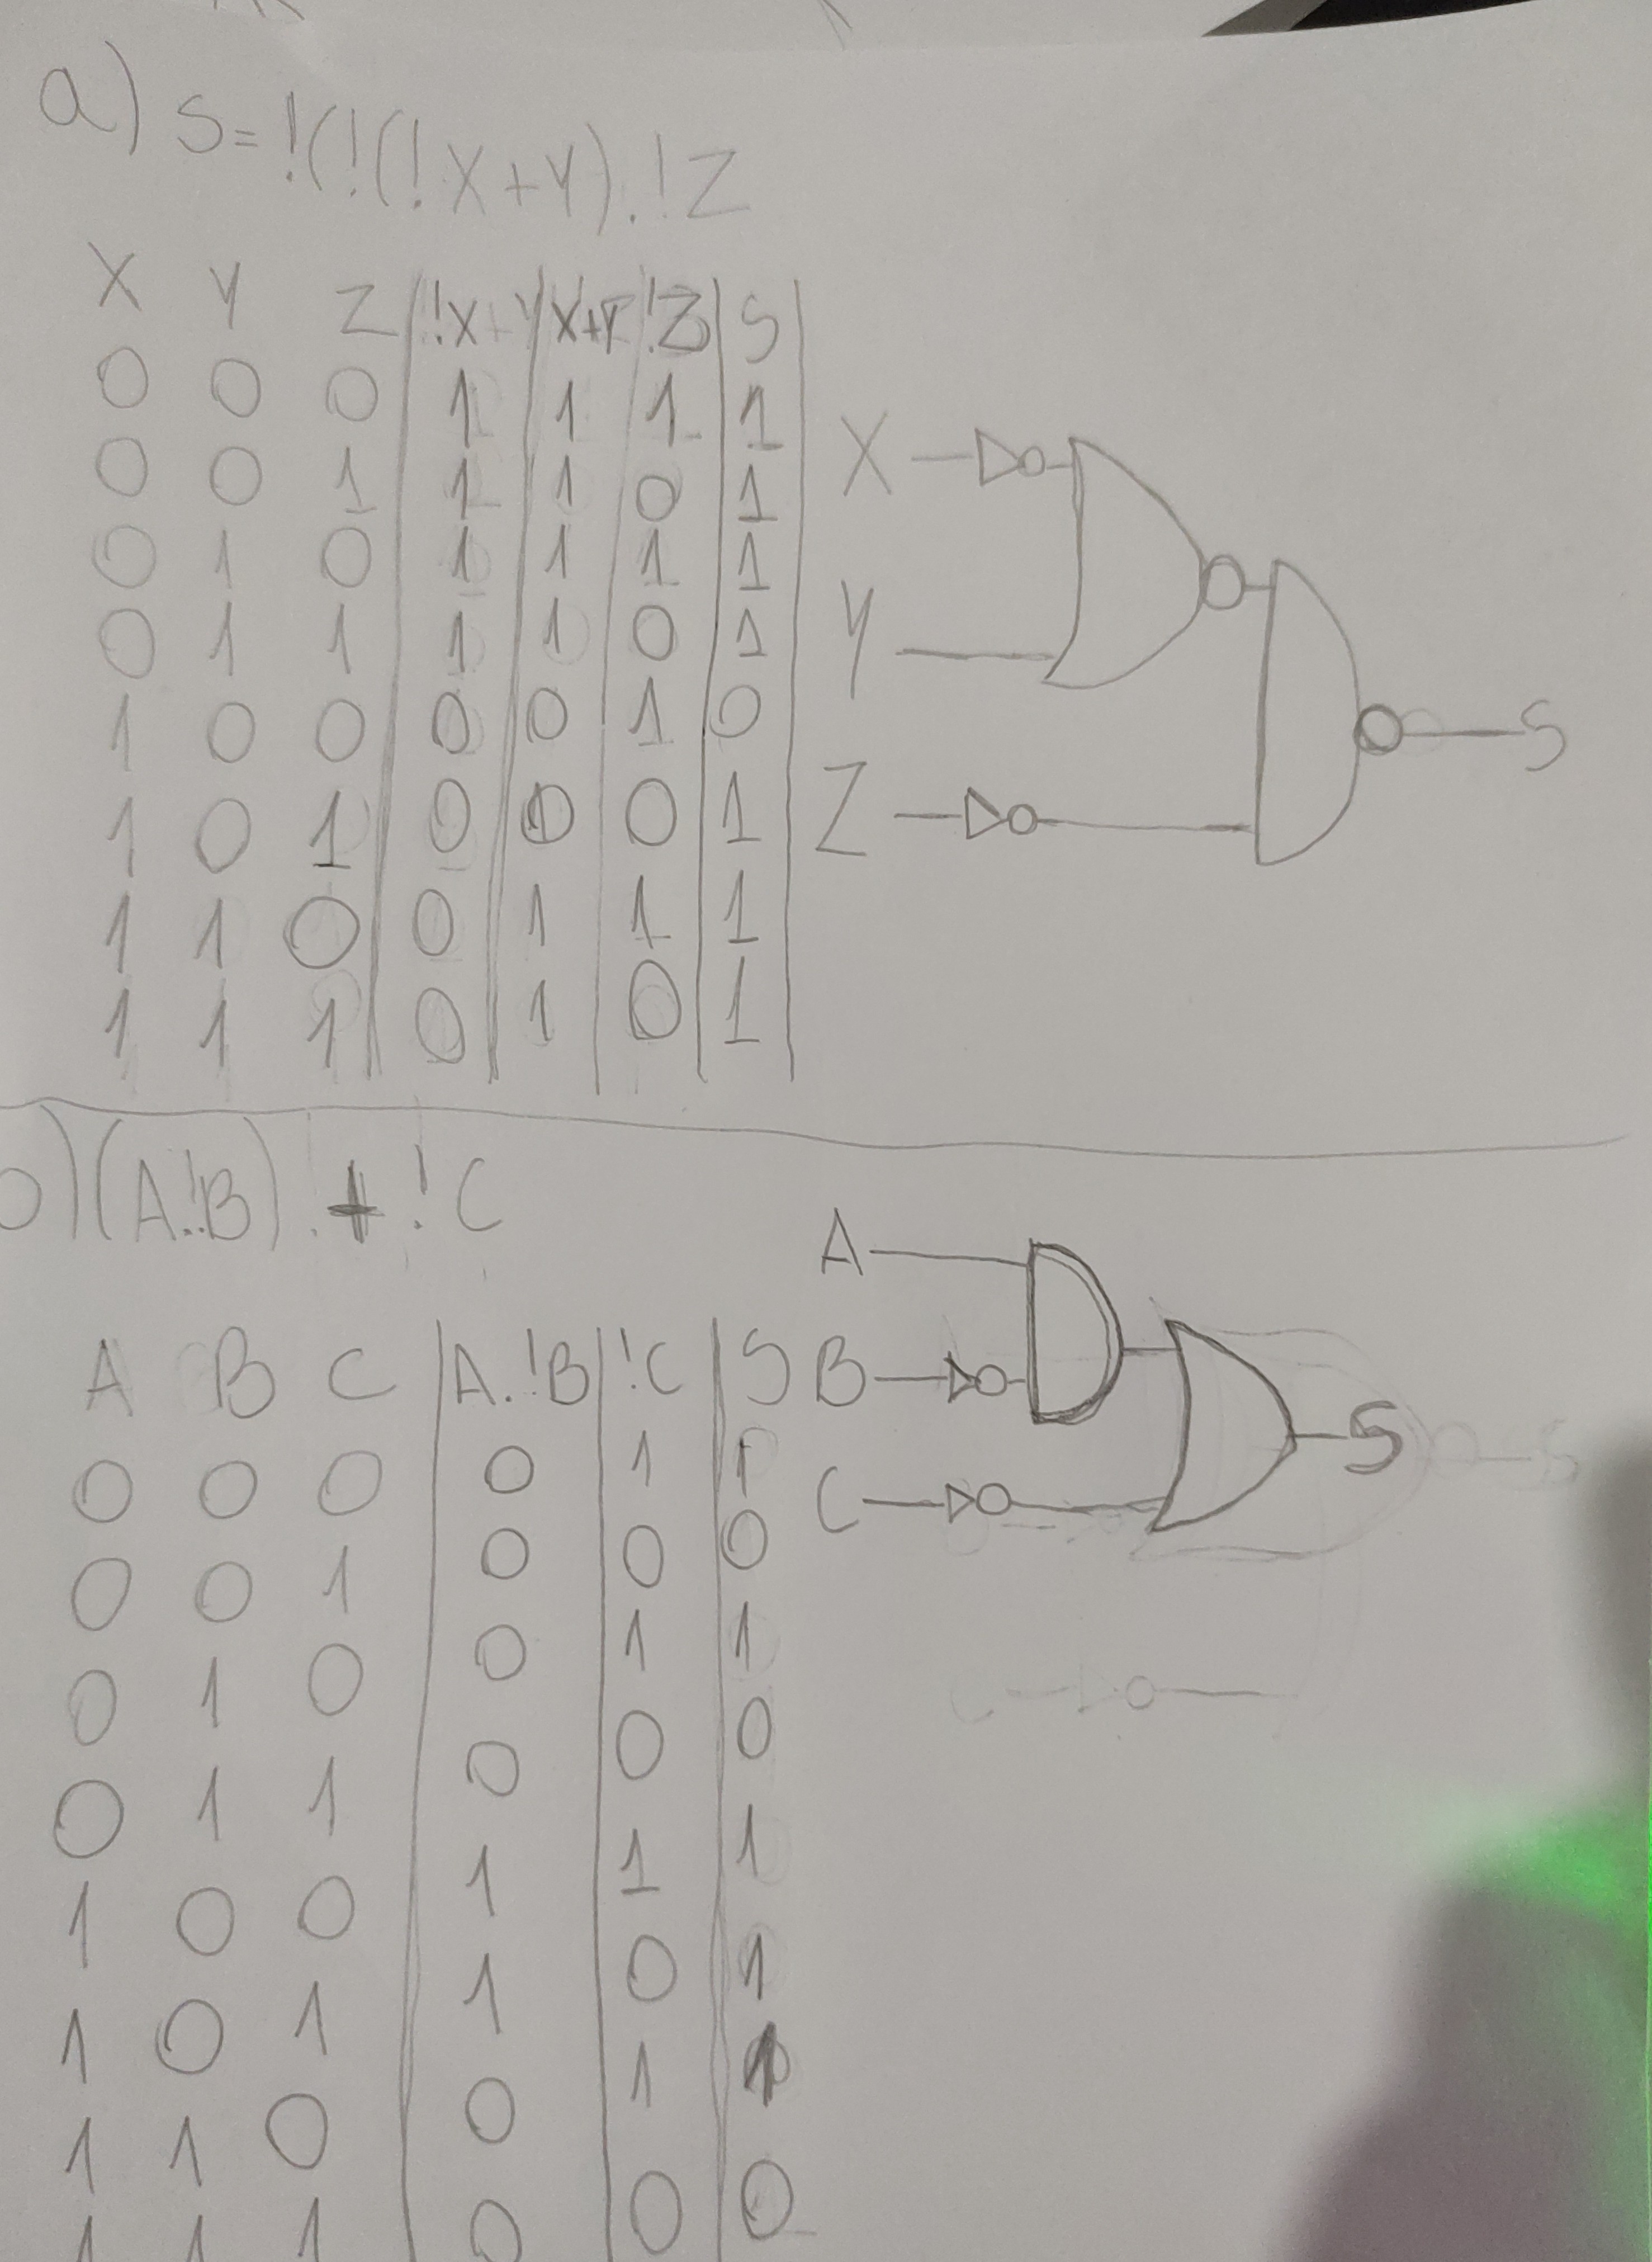 a) S= !(!(!X+Y).!Z
X Y Z !X X+Y !Z S
0 0 0 1 1 1 1
0 0 1 1 1 0 1
0 1 0 1 1 1 1
0 1 1 1 1 0 1
1 0 0 0 0 1 0
1 0 1 0 0 0 1
1 1 0 0 1 1 1
1 1 1 0 1 0 1
X
Y
Z
S
(A.!B) + !C
A B C A.!B !C S
0 0 0 0 1 1
0 0 1 0 0 0
0 1 0 0 1 1
0 1 1 0 0 0
1 0 0 1 1 1
1 0 1 1 0 1
1 1 0 0 1 1
1 1 1 0 0 0
A
B
C
S